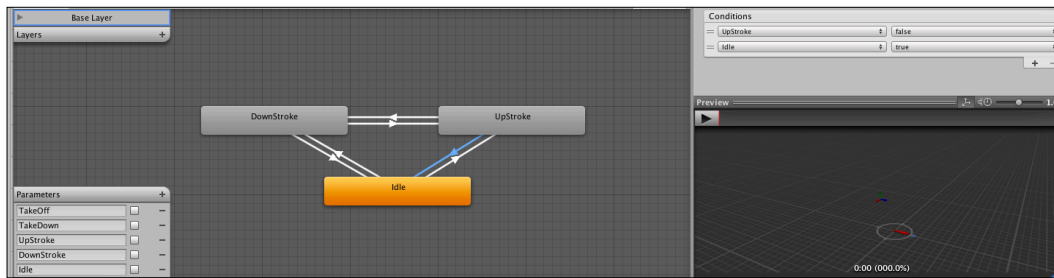 Base Layer
Layers +
DownStroke
UpStroke
Idle
Parameters +
TakeOff −
TakeDown −
UpStroke −
DownStroke −
Idle −
Conditions
UpStroke false
Idle true
+ −
Preview
0:00 (000.0%)